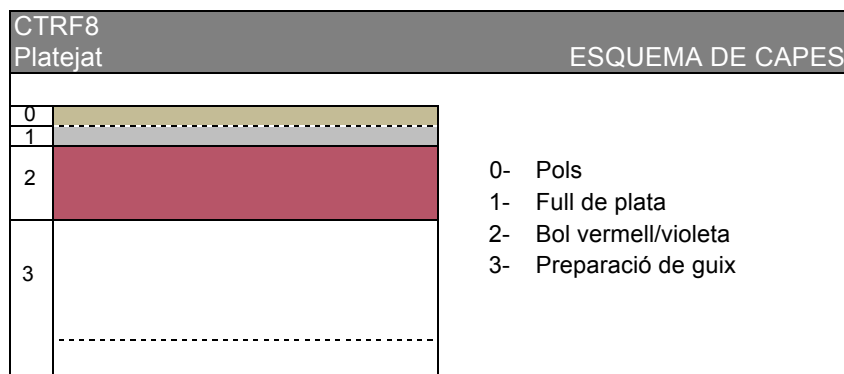 CTRF8
Platejat ESQUEMA DE CAPES
0
1
2
3
0- Pols
1- Full de plata
2- Bol vermell/violeta
3- Preparació de guix